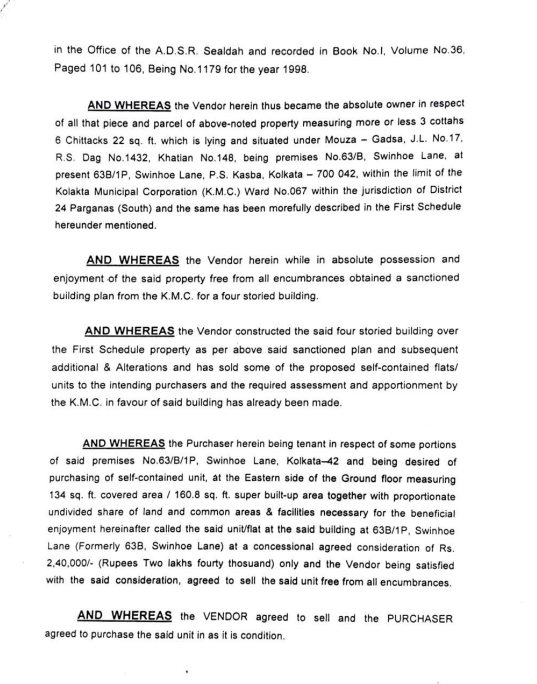 in the Office of the A.D.S.R. Sealdah and recorded in Book No.I, Volume No.36,
Paged 101 to 106, Being No.1179 for the year 1998.
AND WHEREAS the Vendor herein thus became the absolute owner in respect
of all that piece and parcel of above-noted property measuring more or less 3 cottahs
6 Chittacks 22 sq. ft. which is lying and situated under Mouza – Gadsa, J.L. No.17,
R.S. Dag No.1432, Khatian No.148, being premises No.63/B, Swinhoe Lane, at
present 63B/1P, Swinhoe Lane, P.S. Kasba, Kolkata – 700 042, within the limit of the
Kolakta Municipal Corporation (K.M.C.) Ward No.067 within the jurisdiction of District
24 Parganas (South) and the same has been morefully described in the First Schedule
hereunder mentioned.
AND WHEREAS the Vendor herein while in absolute possession and
enjoyment of the said property free from all encumbrances obtained a sanctioned
building plan from the K.M.C. for a four storied building.
AND WHEREAS the Vendor constructed the said four storied building over
the First Schedule property as per above said sanctioned plan and subsequent
additional & Alterations and has sold some of the proposed self-contained flats/
units to the intending purchasers and the required assessment and apportionment by
the K.M.C. in favour of said building has already been made.
AND WHEREAS the Purchaser herein being tenant in respect of some portions
of said premises No.63/B/1P, Swinhoe Lane, Kolkata–42 and being desired of
purchasing of self-contained unit, at the Eastern side of the Ground floor measuring
134 sq. ft. covered area / 160.8 sq. ft. super built-up area together with proportionate
undivided share of land and common areas & facilities necessary for the beneficial
enjoyment hereinafter called the said unit/flat at the said building at 63B/1P, Swinhoe
Lane (Formerly 63B, Swinhoe Lane) at a concessional agreed consideration of Rs.
2,40,000/- (Rupees Two lakhs fourty thosuand) only and the Vendor being satisfied
with the said consideration, agreed to sell the said unit free from all encumbrances.
AND WHEREAS the VENDOR agreed to sell and the PURCHASER
agreed to purchase the said unit in as it is condition.